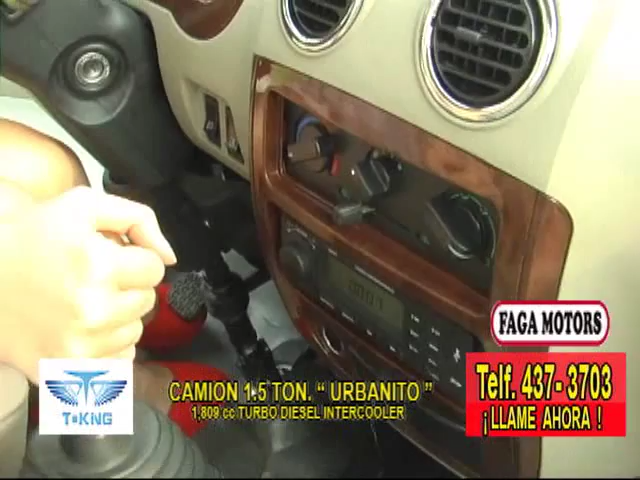 FAGA MOTORS
Telf. 437-3703
¡LLAME AHORA !
T-KING
CAMION 1.5 TON. “ URBANITO ”
1,809 cc TURBO DIESEL INTERCOOLER